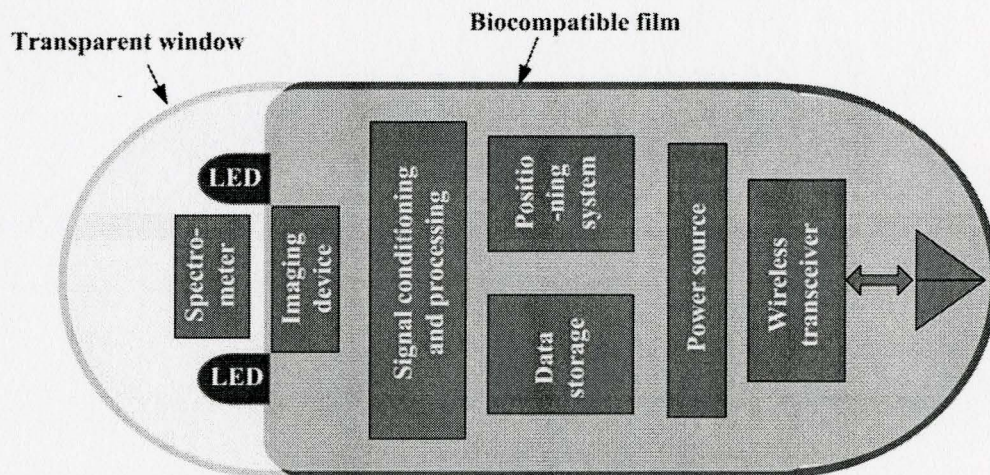 Biocompatible film
Transparent window
LED
LED
Spectro-
meter
Imaging
device
Signal conditioning
and processing
Positio
-ning
system
Data
storage
Power source
Wireless
transceiver